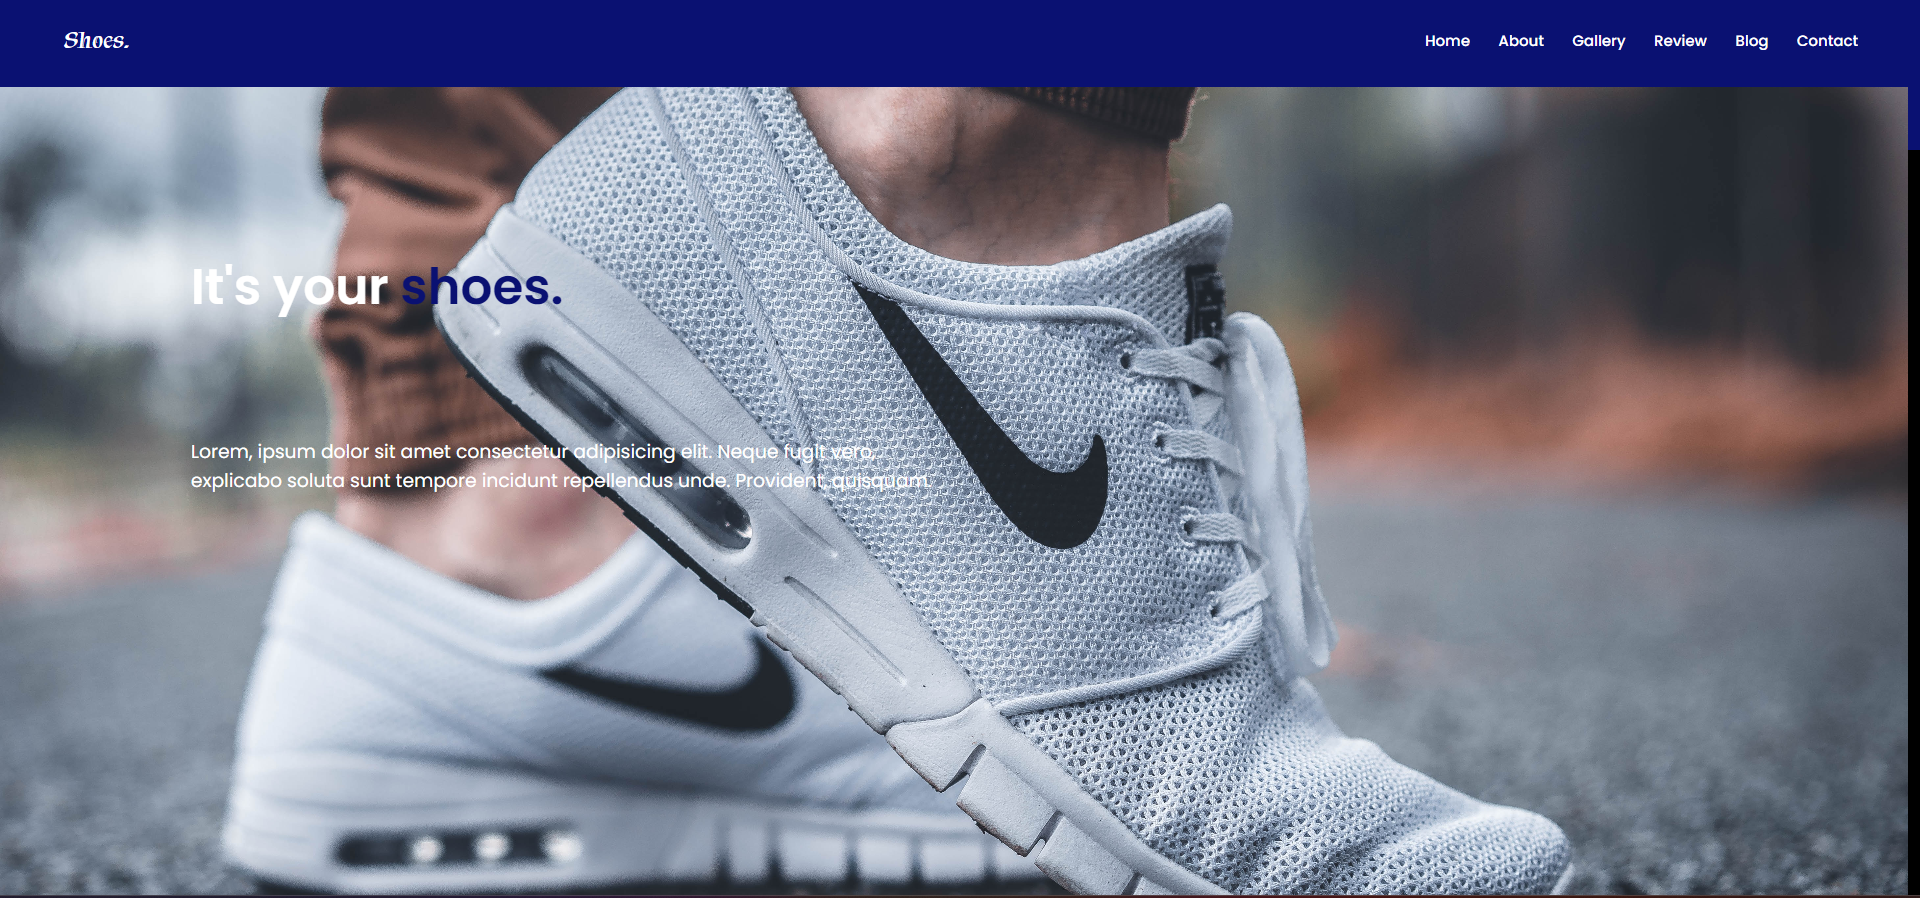 Shoes.
Home About Gallery Review Blog Contact
It's your shoes.
Lorem, ipsum dolor sit amet consectetur adipisicing elit. Neque fugit vero,
explicabo soluta sunt tempore incidunt repellendus unde. Provident, quisquam.